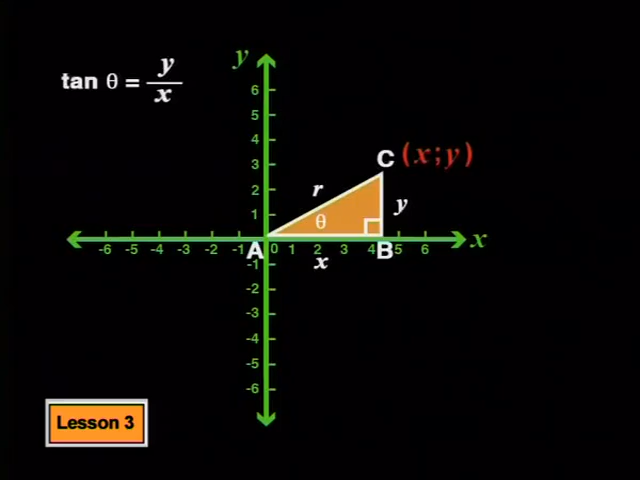 y
tan θ = y/x
6
5
4
3
2
1
C (x;y)
r
y
θ
-6 -5 -4 -3 -2 -1 A 0 1 2 3 4 B 5 6 x
x
-1
-2
-3
-4
-5
-6
Lesson 3